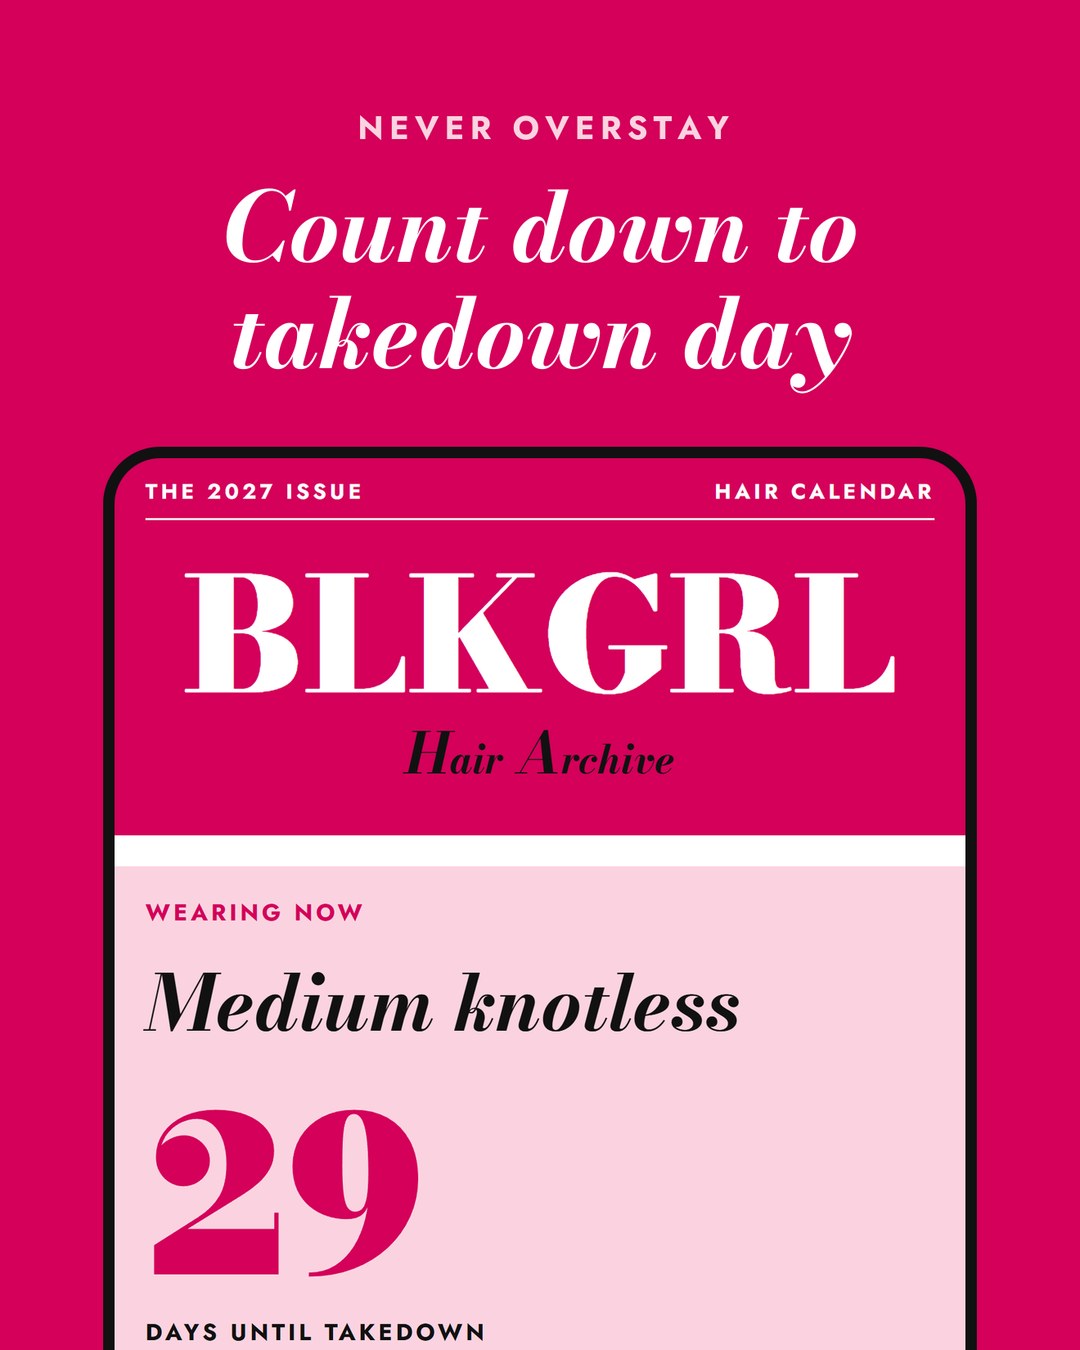 NEVER OVERSTAY
Count down to
takedown day
THE 2027 ISSUE
HAIR CALENDAR
BLKGRL
Hair Archive
WEARING NOW
Medium knotless
29
DAYS UNTIL TAKEDOWN